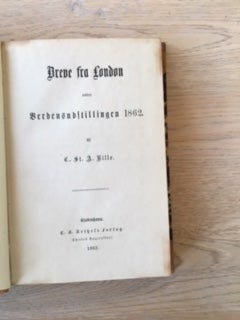 Breve fra London
under
Verdensudstillingen 1862.
Af
C. St. A. Bille.
Kjøbenhavn.
C. A. Reitzels Forlag
1862.